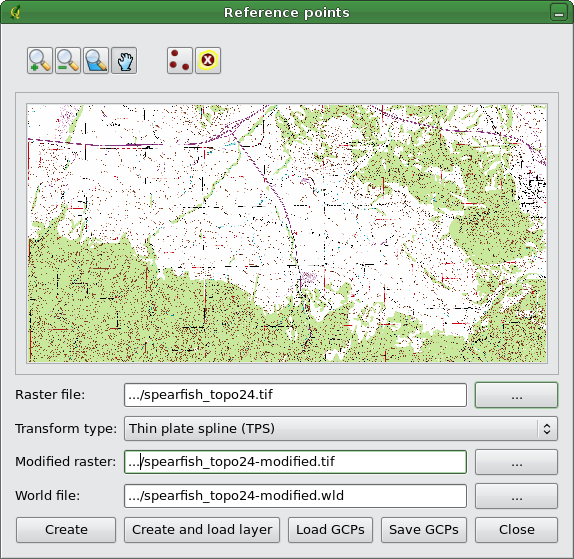 Reference points
Raster file: .../spearfish_topo24.tif ...
Transform type: Thin plate spline (TPS)
Modified raster: .../spearfish_topo24-modified.tif ...
World file: .../spearfish_topo24-modified.wld ...
Create Create and load layer Load GCPs Save GCPs Close